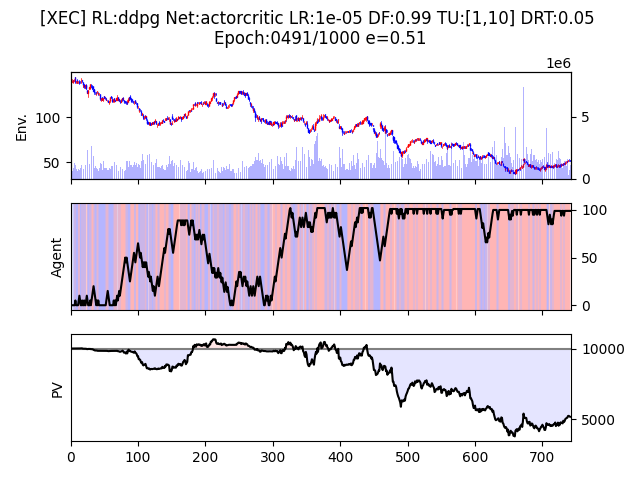 [XEC] RL:ddpg Net:actorcritic LR:1e-05 DF:0.99 TU:[1,10] DRT:0.05
Epoch:0491/1000 e=0.51
1e6
Env.
100
50
5
0
Agent
100
50
0
PV
10000
5000
0 100 200 300 400 500 600 700